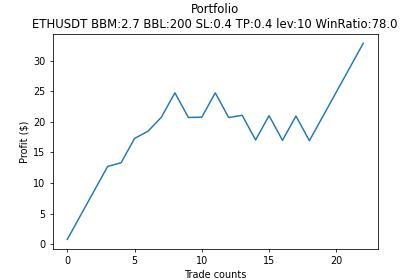 Portfolio
ETHUSDT BBM:2.7 BBL:200 SL:0.4 TP:0.4 lev:10 WinRatio:78.0
Profit ($)
30
25
20
15
10
5
0
0 5 10 15 20
Trade counts